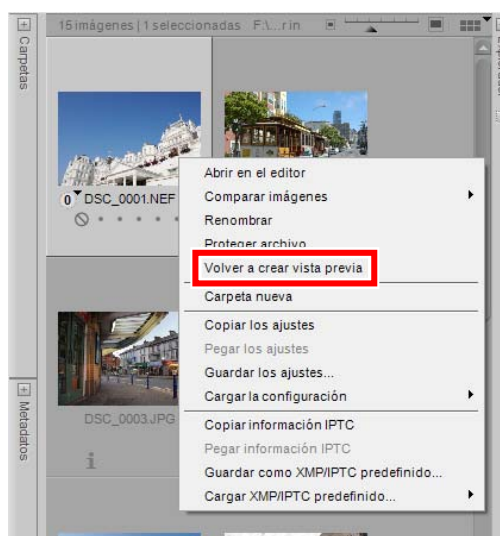 15 imágenes | 1 seleccionadas F:\...rin
Carpetas
0 DSC_0001.NEF
Abrir en el editor
Comparar imágenes
Renombrar
Proteger archivo
Volver a crear vista previa
Carpeta nueva
Copiar los ajustes
Pegar los ajustes
Guardar los ajustes...
Cargar la configuración
Copiar información IPTC
Pegar información IPTC
Guardar como XMP/IPTC predefinido...
Cargar XMP/IPTC predefinido...
DSC_0003.JPG
Metadatos